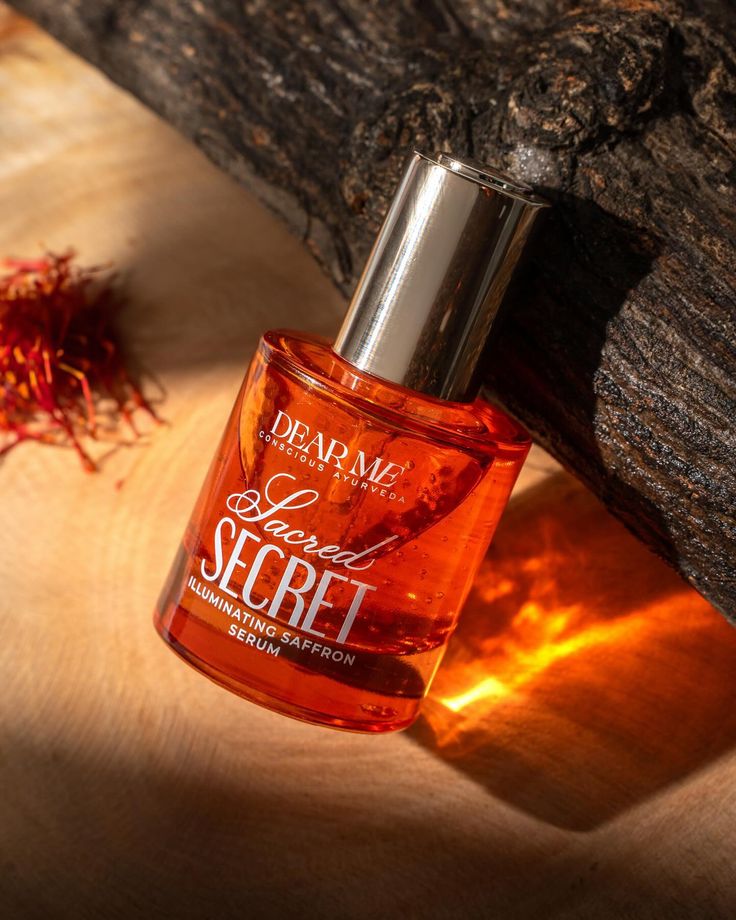 DEAR ME
CONSCIOUS AYURVEDA
Sacred
SECRET
ILLUMINATING SAFFRON
SERUM